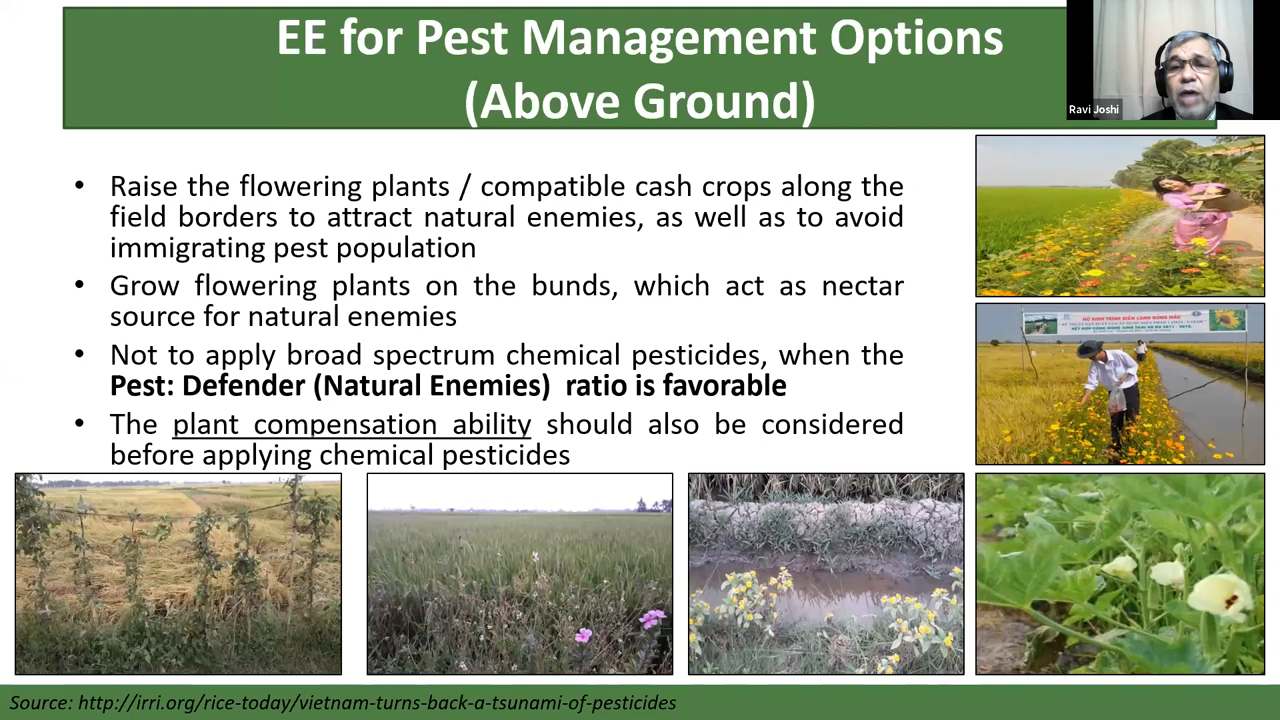 EE for Pest Management Options
(Above Ground)
Ravi Joshi
• Raise the flowering plants / compatible cash crops along the
field borders to attract natural enemies, as well as to avoid
immigrating pest population
• Grow flowering plants on the bunds, which act as nectar
source for natural enemies
• Not to apply broad spectrum chemical pesticides, when the
Pest: Defender (Natural Enemies) ratio is favorable
• The plant compensation ability should also be considered
before applying chemical pesticides
Source: http://irri.org/rice-today/vietnam-turns-back-a-tsunami-of-pesticides